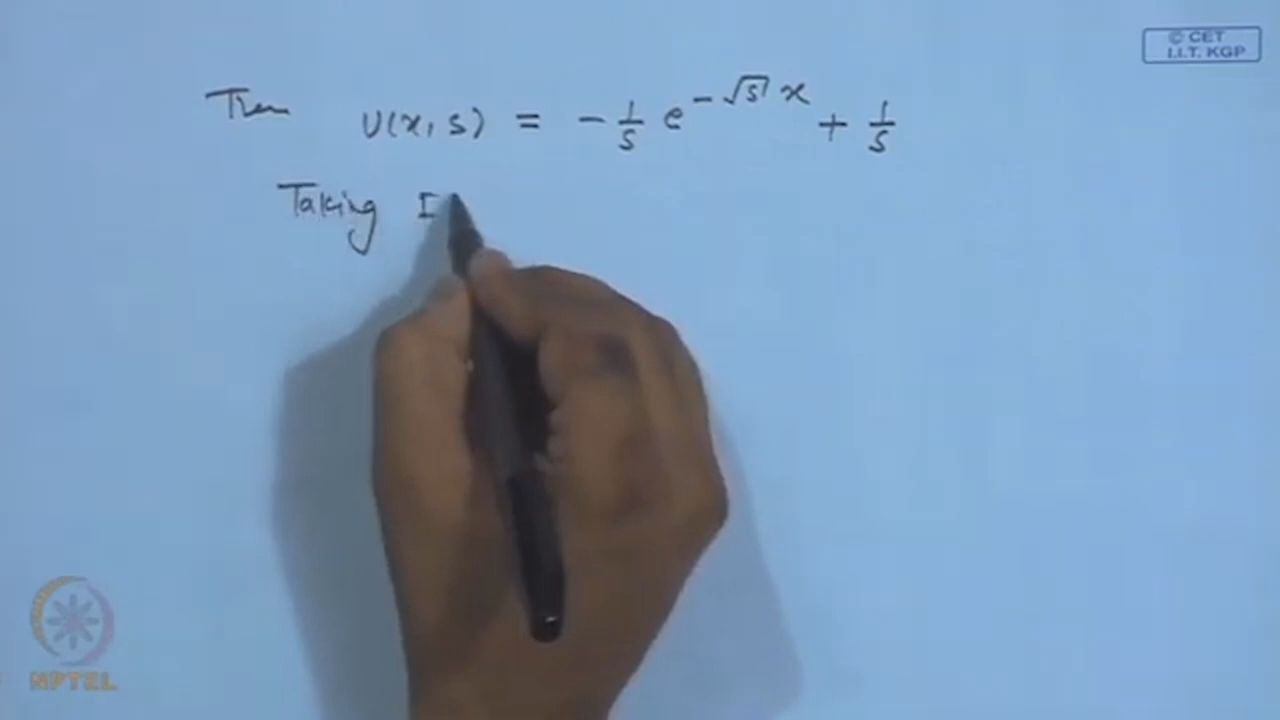 © CET
I.I.T. KGP
Then U(x, s) = - 1/s e^{-√s x} + 1/s
Taking I
NPTEL